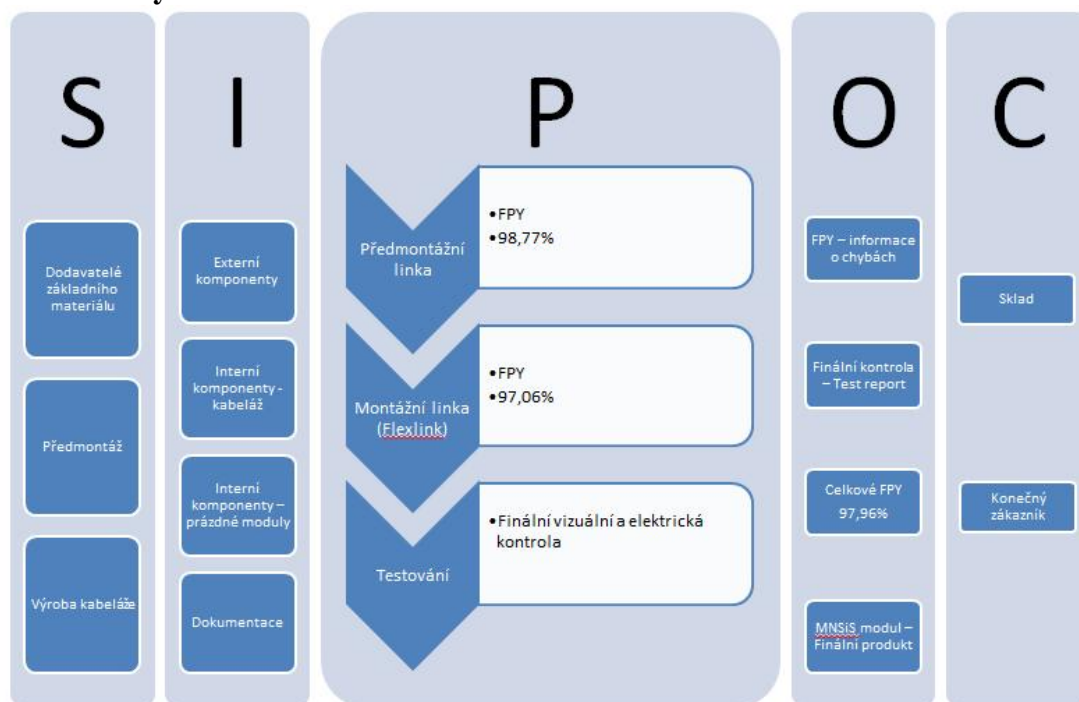 S
Dodavatelé
základního
materiálu
Předmontáž
Výroba kabeláže
I
Externí
komponenty
Interní
komponenty -
kabeláž
Interní
komponenty –
prázdné moduly
Dokumentace
P
Předmontážní
linka
•FPY
•98,77%
Montážní linka
(Flexlink)
•FPY
•97,06%
Testování
•Finální vizuální a elektrická
kontrola
O
FPY – informace
o chybách
Finální kontrola
– Test report
Celkové FPY
97,96%
MNSiS modul –
Finální produkt
C
Sklad
Konečný
zákazník